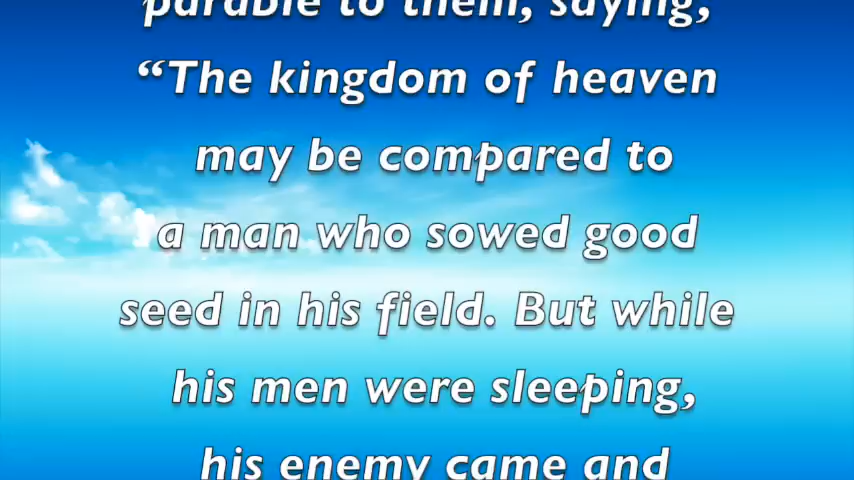 parable to them, saying,
“The kingdom of heaven
may be compared to
a man who sowed good
seed in his field. But while
his men were sleeping,
his enemy came and